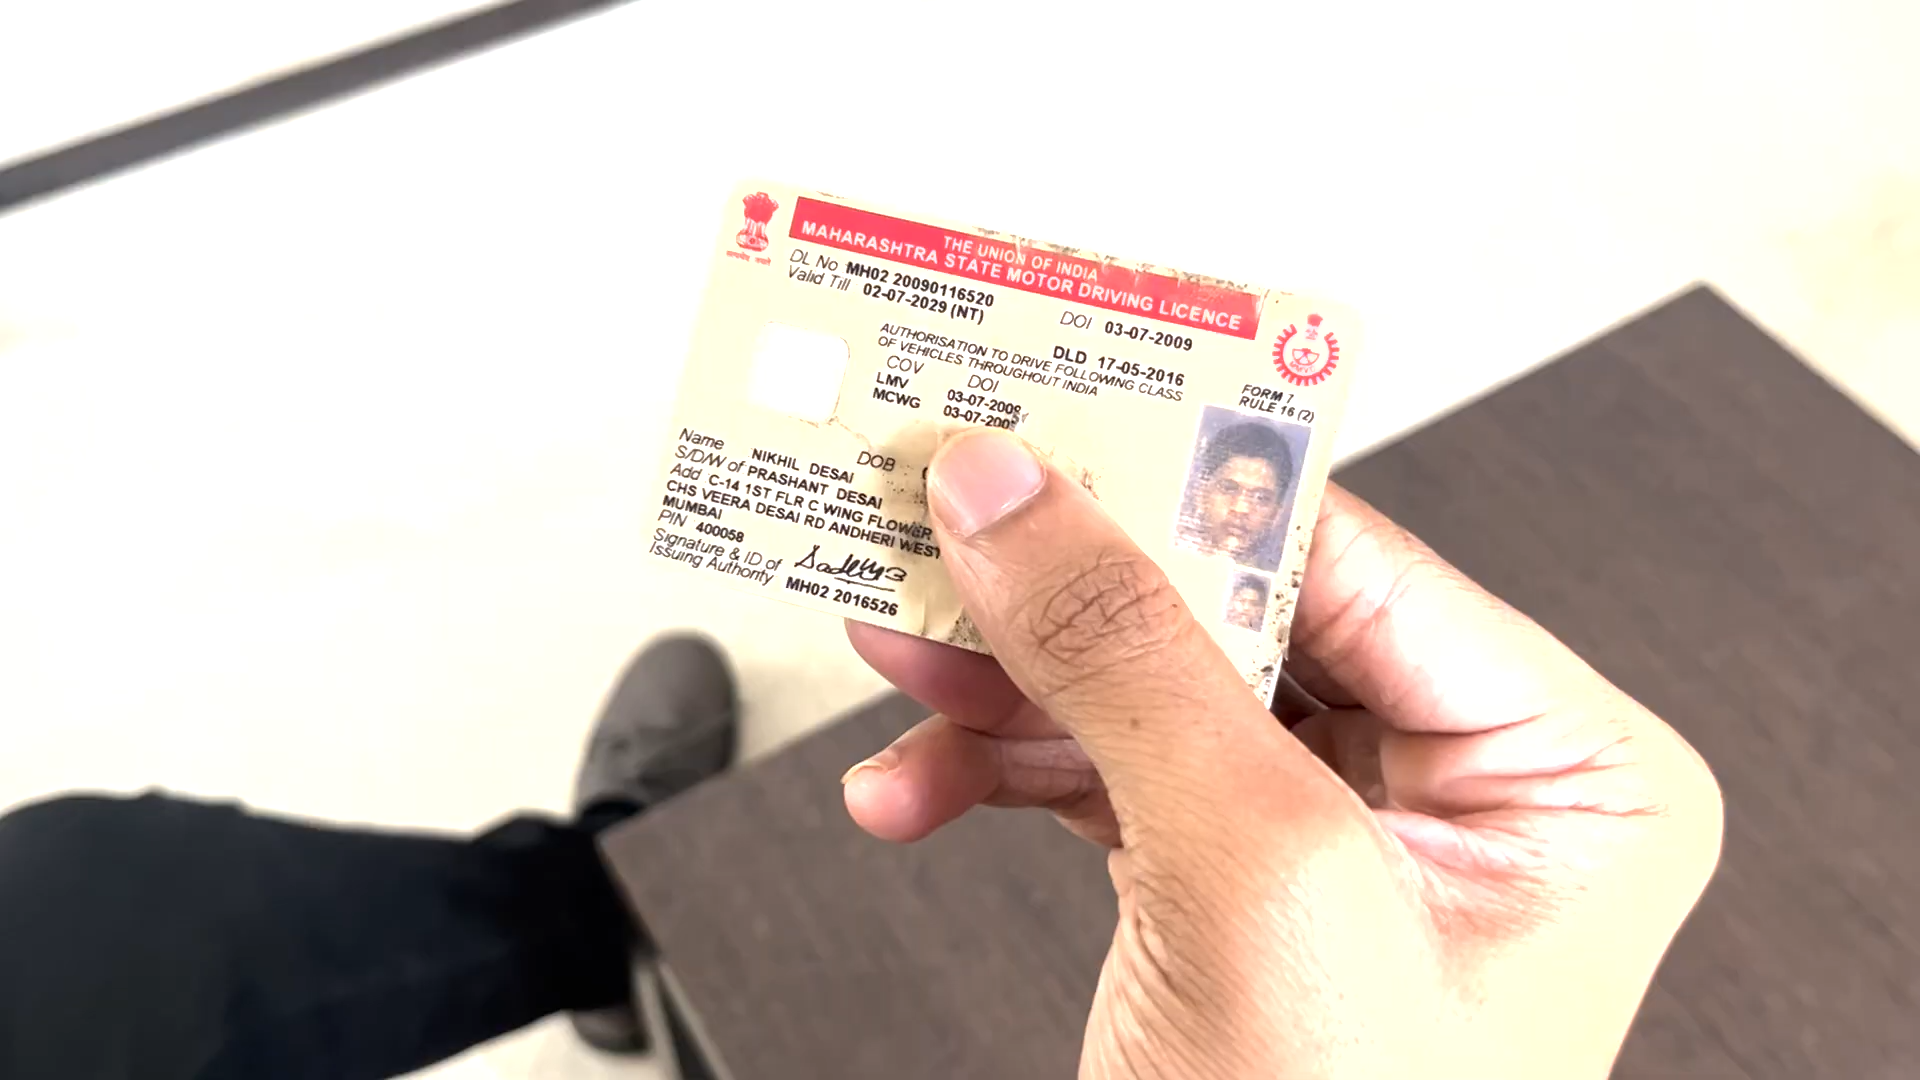 THE UNION OF INDIA
MAHARASHTRA STATE MOTOR DRIVING LICENCE
DL No MH02 20090116520
DOI 03-07-2009
Valid Till 02-07-2029 (NT)
DLD 17-05-2016
AUTHORISATION TO DRIVE FOLLOWING CLASS
OF VEHICLES THROUGHOUT INDIA
COV DOI
LMV 03-07-2009
MCWG
FORM 7
RULE 16 (2)
Name NIKHIL DESAI
DOB
S/D/W of PRASHANT DESAI
Add C-14 1ST FLR C WING FLOWER
CHS VEERA DESAI RD ANDHERI WEST
MUMBAI
PIN 400058
Signature & ID of
Issuing Authority MH02 2016526